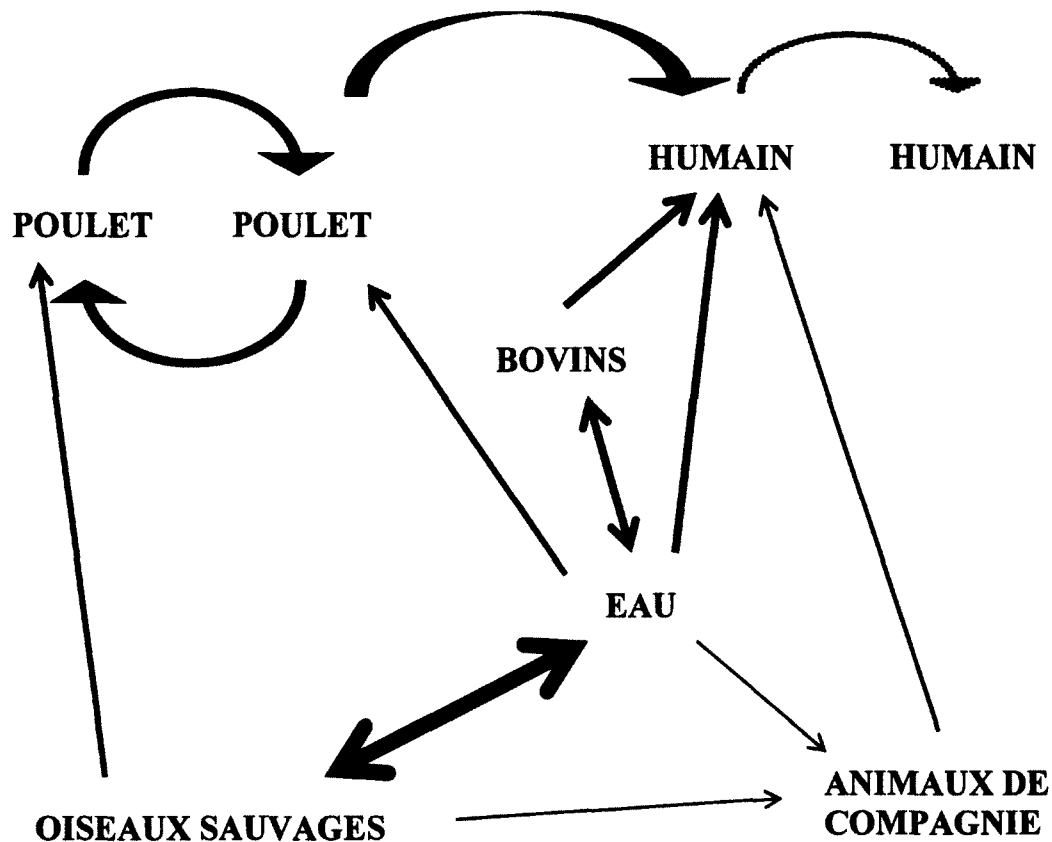 HUMAIN HUMAIN
POULET POULET
BOVINS
EAU
ANIMAUX DE
COMPAGNIE
OISEAUX SAUVAGES